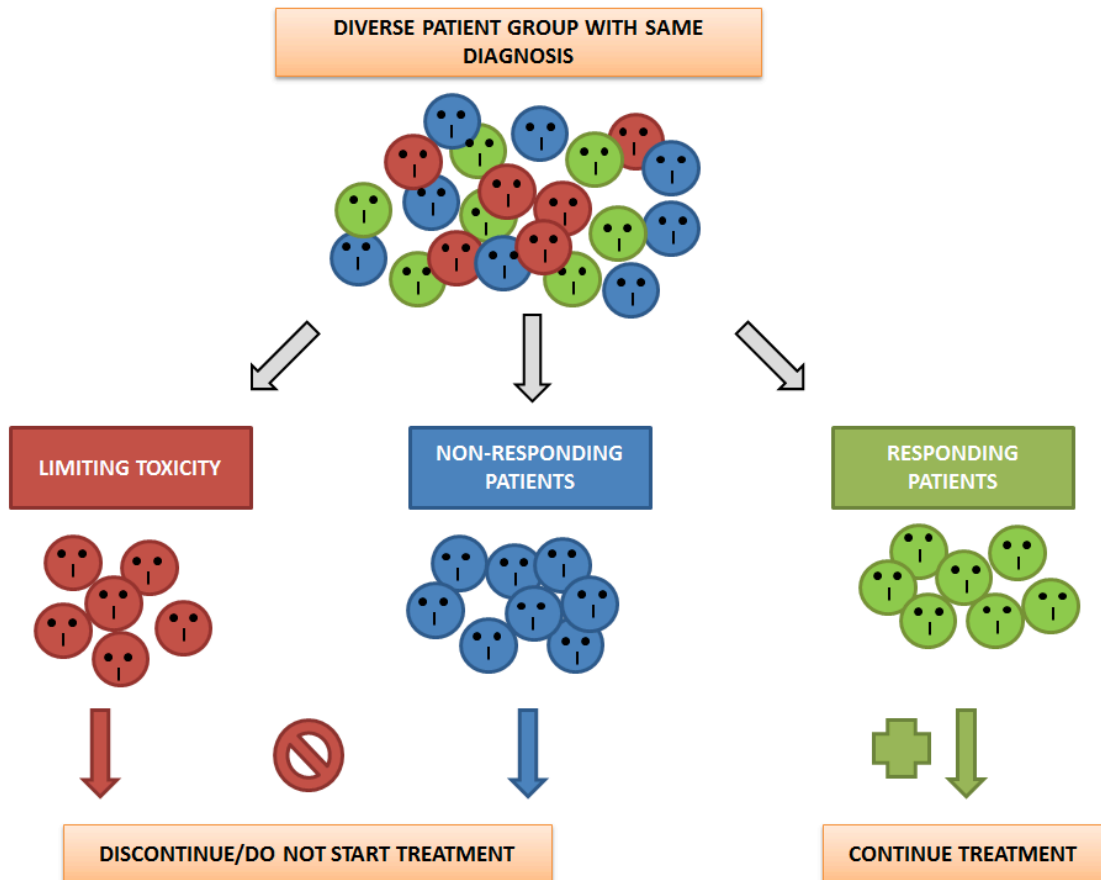 DIVERSE PATIENT GROUP WITH SAME
DIAGNOSIS
LIMITING TOXICITY
NON-RESPONDING
PATIENTS
RESPONDING
PATIENTS
DISCONTINUE/DO NOT START TREATMENT
CONTINUE TREATMENT